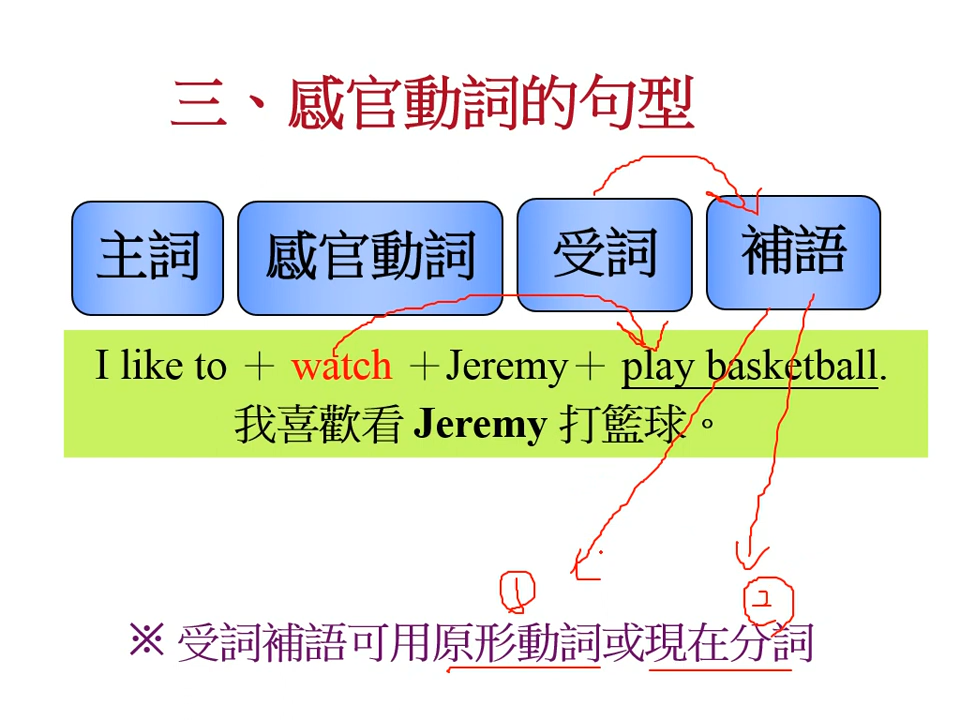 三、感官動詞的句型
主詞 感官動詞 受詞 補語
I like to ＋ watch ＋Jeremy＋ play basketball.
我喜歡看 Jeremy 打籃球。
1 2
※ 受詞補語可用原形動詞或現在分詞